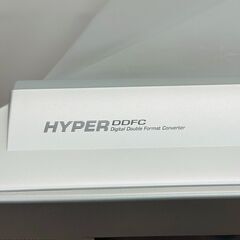 HYPER DDFC
Digital Double Format Converter